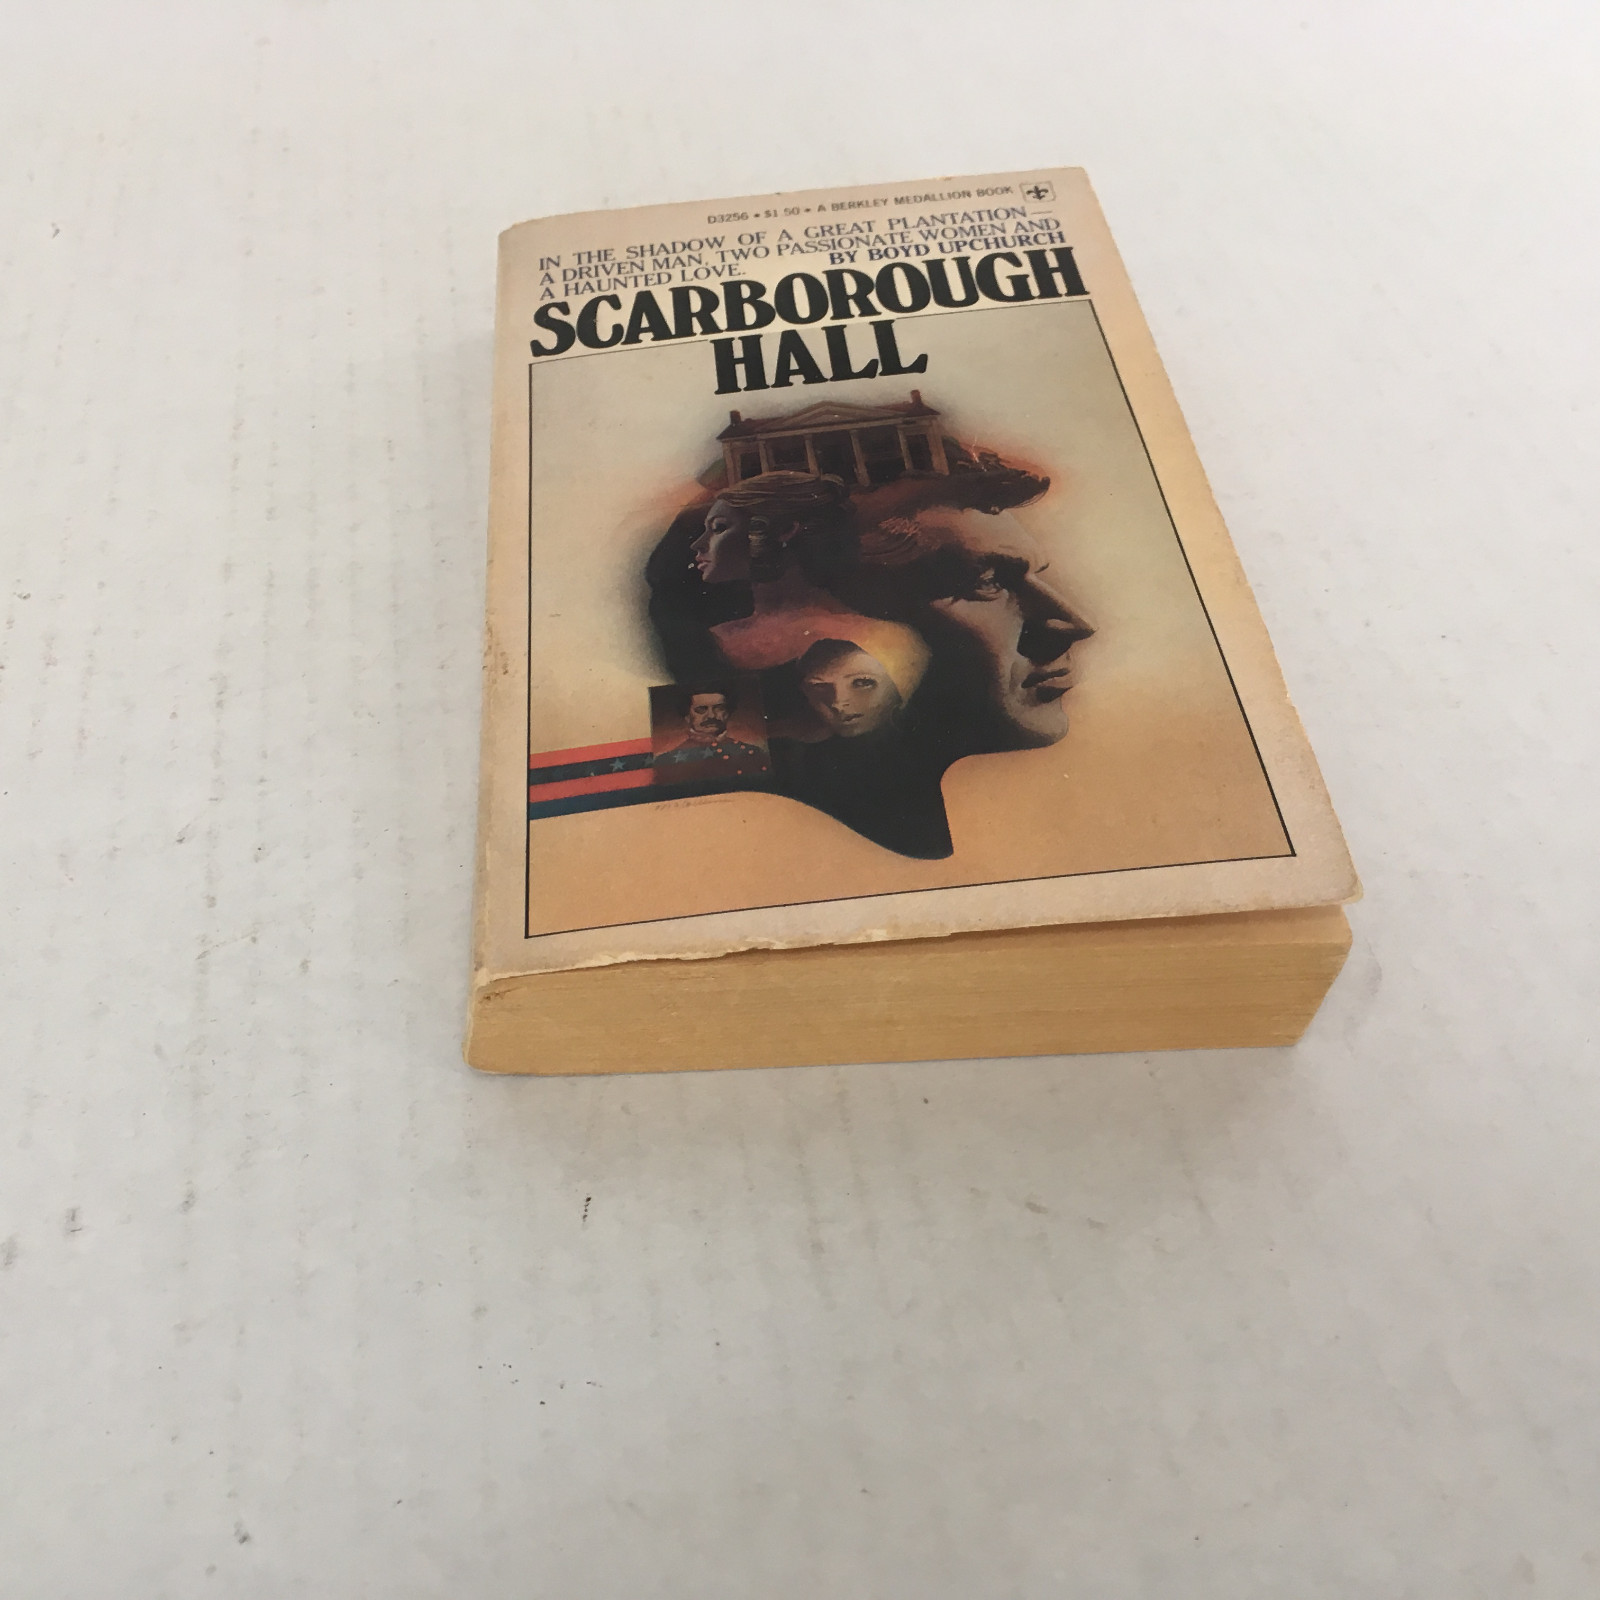 D3256 • $1.50 • A BERKLEY MEDALLION BOOK
IN THE SHADOW OF A GREAT PLANTATION—
A DRIVEN MAN, TWO PASSIONATE WOMEN AND
A HAUNTED LOVE.
BY BOYD UPCHURCH
SCARBOROUGH
HALL